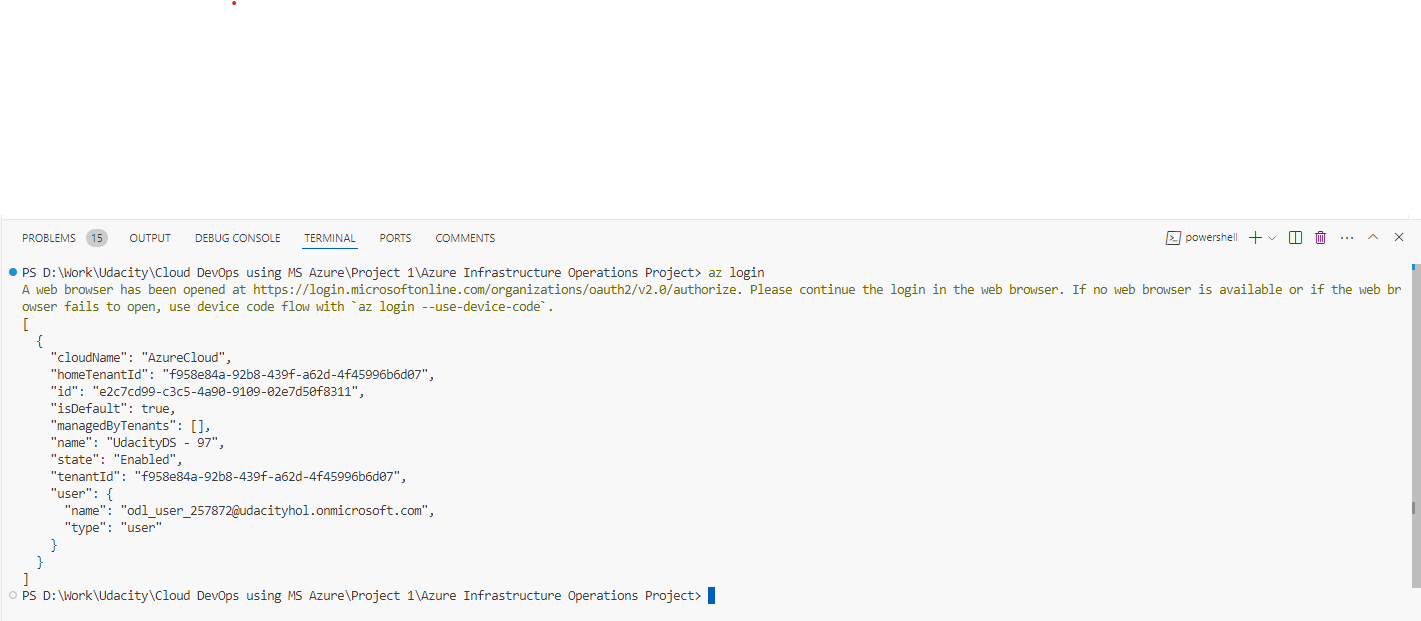 PROBLEMS 15 OUTPUT DEBUG CONSOLE TERMINAL PORTS COMMENTS powershell
PS D:\Work\Udacity\Cloud DevOps using MS Azure\Project 1\Azure Infrastructure Operations Project> az login
A web browser has been opened at https://login.microsoftonline.com/organizations/oauth2/v2.0/authorize. Please continue the login in the web browser. If no web browser is available or if the web br
owser fails to open, use device code flow with `az login --use-device-code`.
[
  {
    "cloudName": "AzureCloud",
    "homeTenantId": "f958e84a-92b8-439f-a62d-4f45996b6d07",
    "id": "e2c7cd99-c3c5-4a90-9109-02e7d50f8311",
    "isDefault": true,
    "managedByTenants": [],
    "name": "UdacityDS - 97",
    "state": "Enabled",
    "tenantId": "f958e84a-92b8-439f-a62d-4f45996b6d07",
    "user": {
      "name": "odl_user_257872@udacityhol.onmicrosoft.com",
      "type": "user"
    }
  }
]
PS D:\Work\Udacity\Cloud DevOps using MS Azure\Project 1\Azure Infrastructure Operations Project>